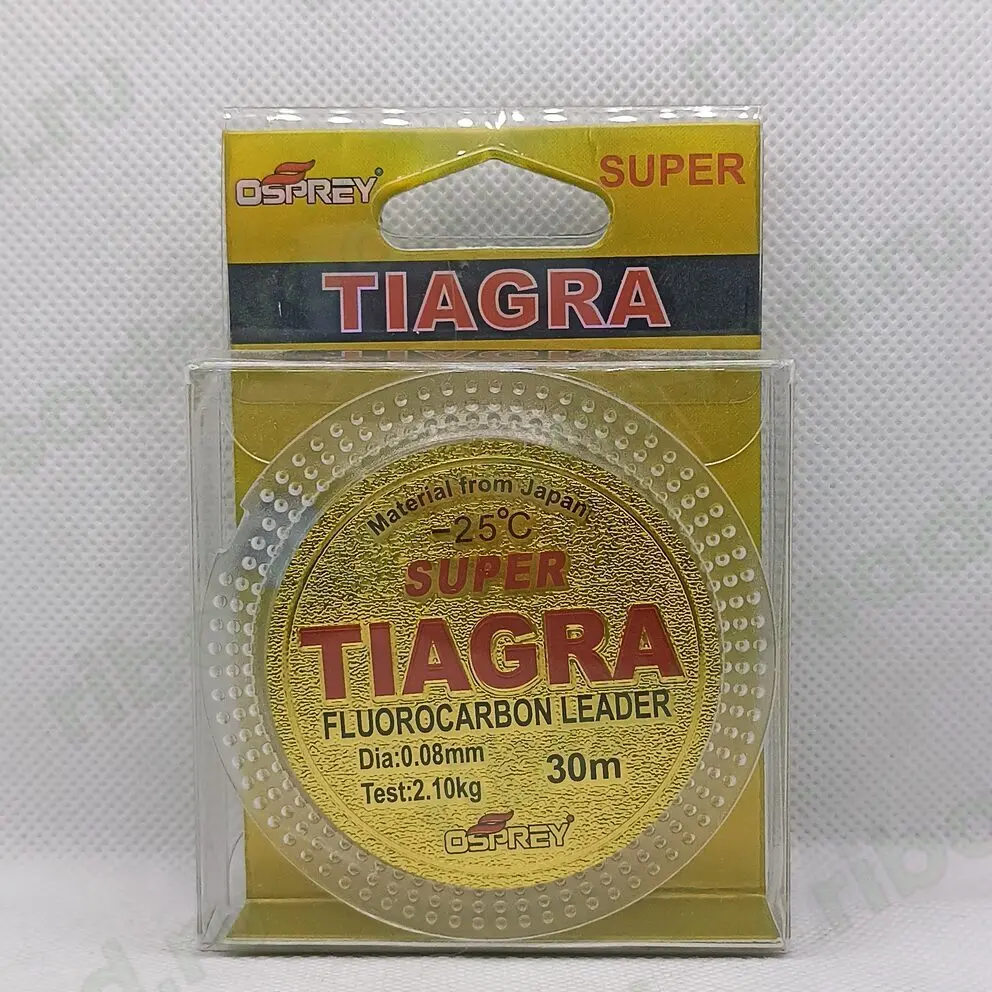 OSPREY®
SUPER
TIAGRA
Material from Japan
-25°C
SUPER
TIAGRA
FLUOROCARBON LEADER
Dia:0.08mm
Test:2.10kg
30m
OSPREY®